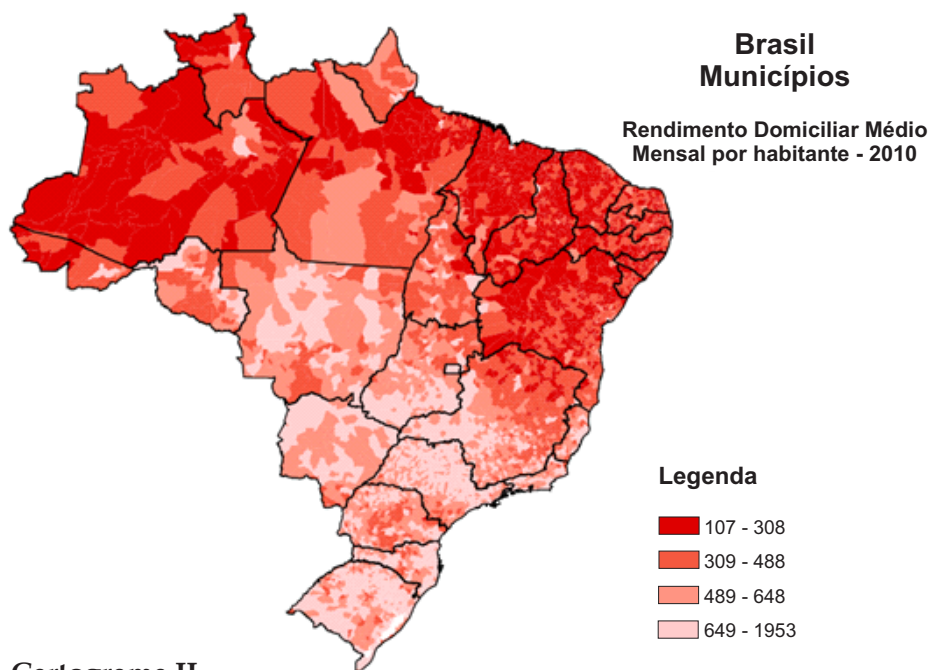 Brasil
Municípios
Rendimento Domiciliar Médio
Mensal por habitante - 2010
Legenda
107 - 308
309 - 488
489 - 648
649 - 1953